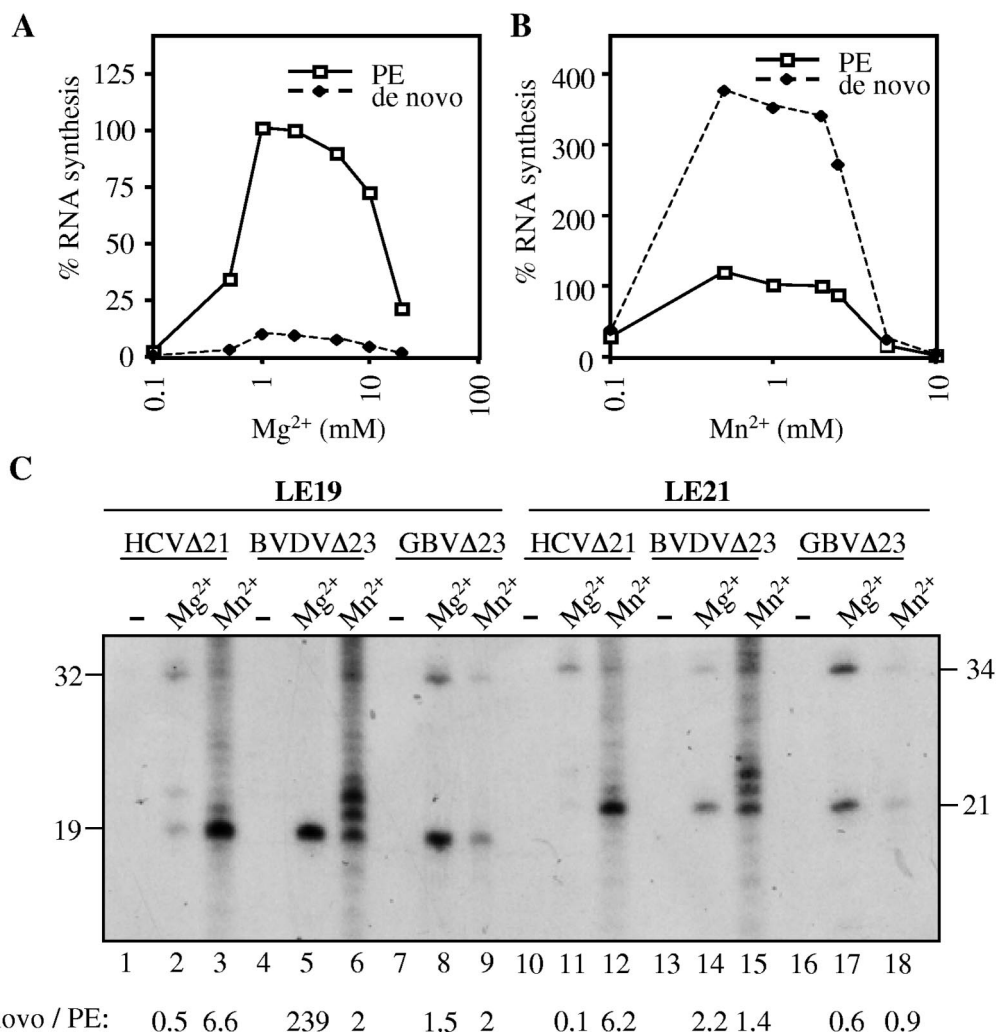 A
B
% RNA synthesis
125
100
75
50
25
0
PE
de novo
0.1
1
10
100
Mg²⁺ (mM)
% RNA synthesis
400
300
200
100
0
PE
de novo
0.1
1
10
Mn²⁺ (mM)
C
LE19 LE21
HCVΔ21 BVDVΔ23 GBVΔ23 HCVΔ21 BVDVΔ23 GBVΔ23
– Mg²⁺ Mn²⁺ – Mg²⁺ Mn²⁺ – Mg²⁺ Mn²⁺ – Mg²⁺ Mn²⁺ – Mg²⁺ Mn²⁺ – Mg²⁺ Mn²⁺
32 34
19 21
1 2 3 4 5 6 7 8 9 10 11 12 13 14 15 16 17 18
ovo / PE: 0.5 6.6 239 2 1.5 2 0.1 6.2 2.2 1.4 0.6 0.9